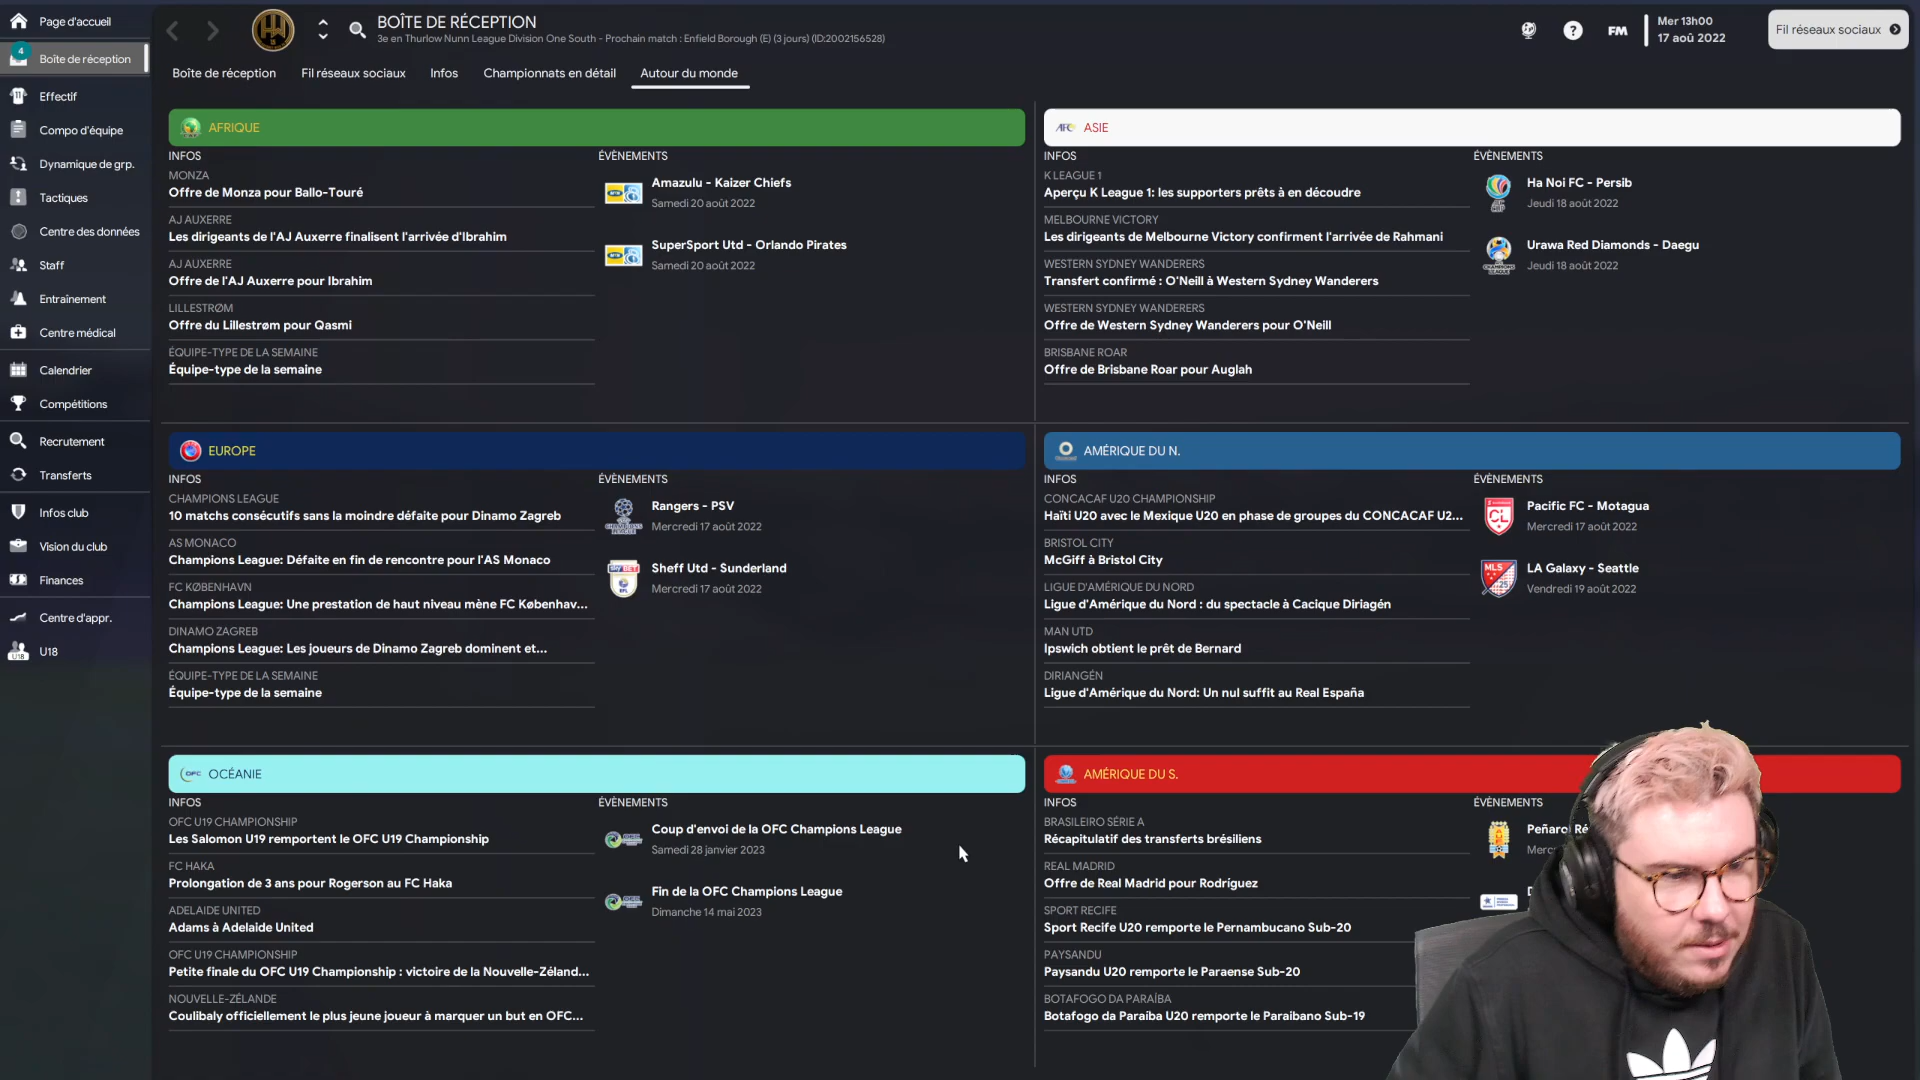 Page d'accueil
4
Boîte de réception
Effectif
Compo d'équipe
Dynamique de grp.
Tactiques
Centre des données
Staff
Entraînement
Centre médical
Calendrier
Compétitions
Recrutement
Transferts
Infos club
Vision du club
Finances
Centre d'appr.
U18
U18
BOÎTE DE RÉCEPTION
3e en Thurlow Nunn League Division One South - Prochain match : Enfield Borough (E) (3 jours) (ID:2002156528)
?
FM
Mer 13h00
17 aoû 2022
Fil réseaux sociaux
Boîte de réception
Fil réseaux sociaux
Infos
Championnats en détail
Autour du monde
AFRIQUE
INFOS
MONZA
Offre de Monza pour Ballo-Touré
AJ AUXERRE
Les dirigeants de l'AJ Auxerre finalisent l'arrivée d'Ibrahim
AJ AUXERRE
Offre de l'AJ Auxerre pour Ibrahim
LILLESTRØM
Offre du Lillestrøm pour Qasmi
ÉQUIPE-TYPE DE LA SEMAINE
Équipe-type de la semaine
ÉVÈNEMENTS
Amazulu - Kaizer Chiefs
Samedi 20 août 2022
SuperSport Utd - Orlando Pirates
Samedi 20 août 2022
AFC
ASIE
INFOS
K LEAGUE 1
Aperçu K League 1: les supporters prêts à en découdre
MELBOURNE VICTORY
Les dirigeants de Melbourne Victory confirment l'arrivée de Rahmani
WESTERN SYDNEY WANDERERS
Transfert confirmé : O'Neill à Western Sydney Wanderers
WESTERN SYDNEY WANDERERS
Offre de Western Sydney Wanderers pour O'Neill
BRISBANE ROAR
Offre de Brisbane Roar pour Auglah
ÉVÈNEMENTS
Ha Noi FC - Persib
Jeudi 18 août 2022
Urawa Red Diamonds - Daegu
Jeudi 18 août 2022
EUROPE
INFOS
CHAMPIONS LEAGUE
10 matchs consécutifs sans la moindre défaite pour Dinamo Zagreb
AS MONACO
Champions League: Défaite en fin de rencontre pour l'AS Monaco
FC KØBENHAVN
Champions League: Une prestation de haut niveau mène FC Københav...
DINAMO ZAGREB
Champions League: Les joueurs de Dinamo Zagreb dominent et...
ÉQUIPE-TYPE DE LA SEMAINE
Équipe-type de la semaine
ÉVÈNEMENTS
Rangers - PSV
Mercredi 17 août 2022
sky BET
EFL
Sheff Utd - Sunderland
Mercredi 17 août 2022
AMÉRIQUE DU N.
INFOS
CONCACAF U20 CHAMPIONSHIP
Haïti U20 avec le Mexique U20 en phase de groupes du CONCACAF U2...
BRISTOL CITY
McGiff à Bristol City
LIGUE D'AMÉRIQUE DU NORD
Ligue d'Amérique du Nord : du spectacle à Cacique Diriagén
MAN UTD
Ipswich obtient le prêt de Bernard
DIRIANGÉN
Ligue d'Amérique du Nord: Un nul suffit au Real España
ÉVÈNEMENTS
CL
Pacific FC - Motagua
Mercredi 17 août 2022
MLS
25
LA Galaxy - Seattle
Vendredi 19 août 2022
OFC
OCÉANIE
INFOS
OFC U19 CHAMPIONSHIP
Les Salomon U19 remportent le OFC U19 Championship
FC HAKA
Prolongation de 3 ans pour Rogerson au FC Haka
ADELAIDE UNITED
Adams à Adelaide United
OFC U19 CHAMPIONSHIP
Petite finale du OFC U19 Championship : victoire de la Nouvelle-Zéland...
NOUVELLE-ZÉLANDE
Coulibaly officiellement le plus jeune joueur à marquer un but en OFC...
ÉVÈNEMENTS
Coup d'envoi de la OFC Champions League
Samedi 28 janvier 2023
Fin de la OFC Champions League
Dimanche 14 mai 2023
AMÉRIQUE DU S.
INFOS
BRASILEIRO SÉRIE A
Récapitulatif des transferts brésiliens
REAL MADRID
Offre de Real Madrid pour Rodríguez
SPORT RECIFE
Sport Recife U20 remporte le Pernambucano Sub-20
PAYSANDU
Paysandu U20 remporte le Paraense Sub-20
BOTAFOGO DA PARAÍBA
Botafogo da Paraiba U20 remporte le Paraibano Sub-19
ÉVÈNEMENTS
Peñarol